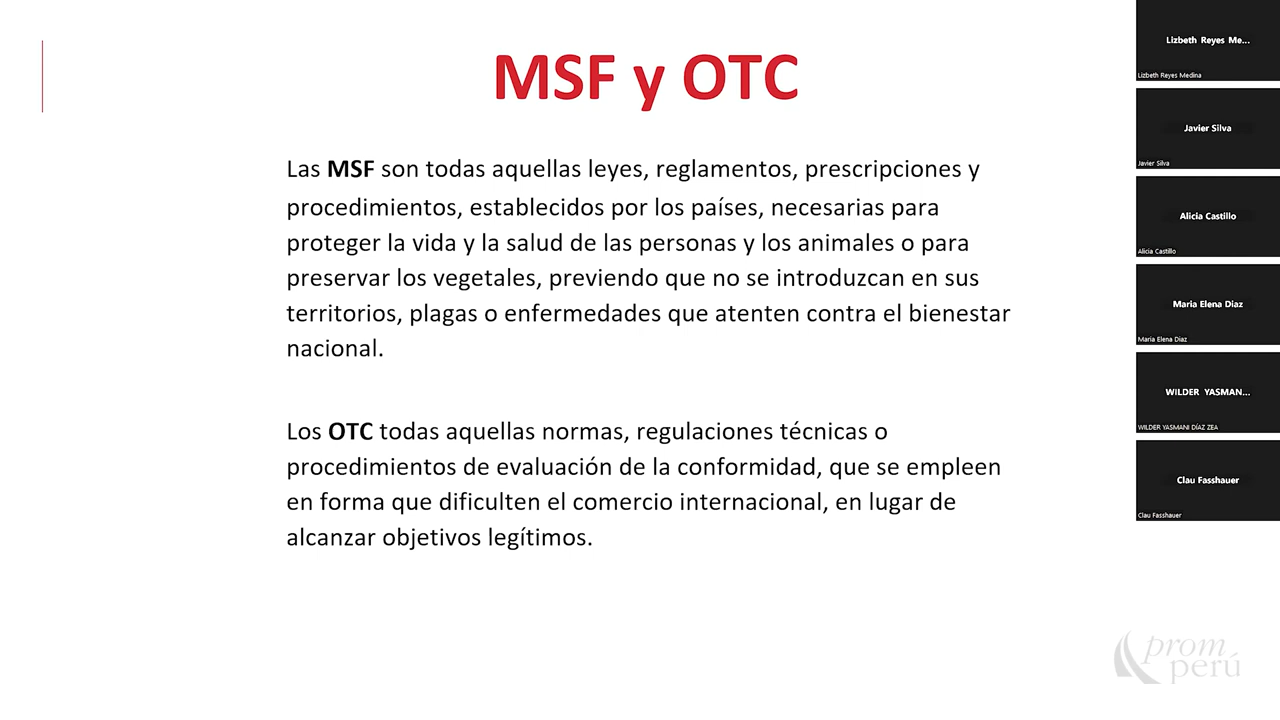 MSF y OTC
Las MSF son todas aquellas leyes, reglamentos, prescripciones y
procedimientos, establecidos por los países, necesarias para
proteger la vida y la salud de las personas y los animales o para
preservar los vegetales, previendo que no se introduzcan en sus
territorios, plagas o enfermedades que atenten contra el bienestar
nacional.
Los OTC todas aquellas normas, regulaciones técnicas o
procedimientos de evaluación de la conformidad, que se empleen
en forma que dificulten el comercio internacional, en lugar de
alcanzar objetivos legítimos.
Lizbeth Reyes Me...
Lizbeth Reyes Medina
Javier Silva
Javier Silva
Alicia Castillo
Alicia Castillo
Maria Elena Diaz
Maria Elena Diaz
WILDER YASMAN...
WILDER YASMANI DÍAZ ZEA
Clau Fasshauer
Clau Fasshauer
prom
perú